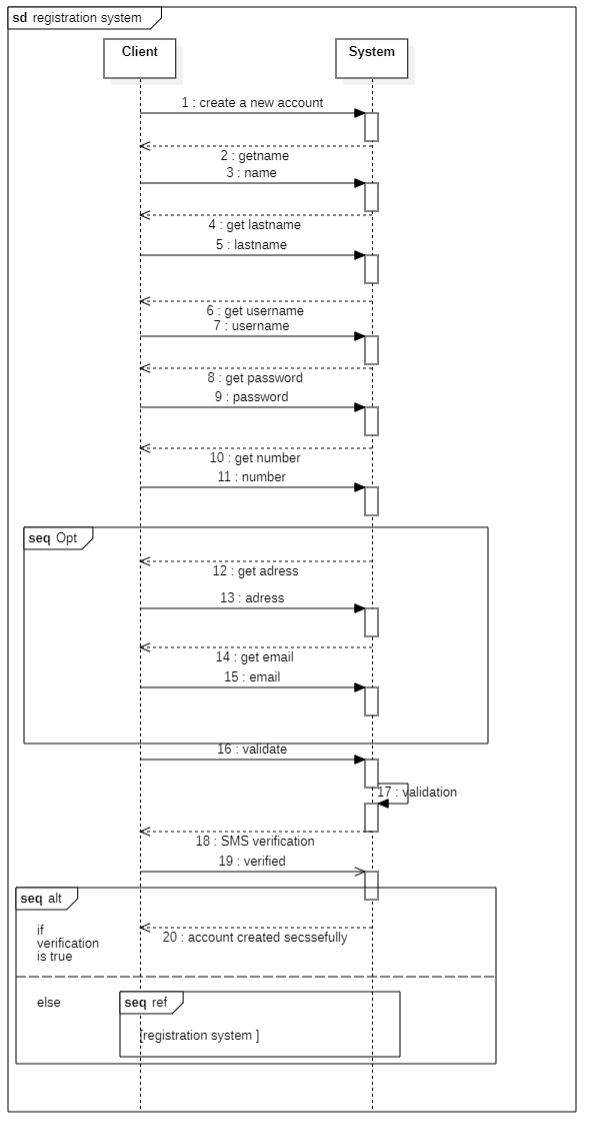 sd registration system
Client
System
1 : create a new account
2 : getname
3 : name
4 : get lastname
5 : lastname
6 : get username
7 : username
8 : get password
9 : password
10 : get number
11 : number
seq Opt
12 : get adress
13 : adress
14 : get email
15 : email
16 : validate
17 : validation
18 : SMS verification
19 : verified
seq alt
if
verification
is true
20 : account created secssefully
else
seq ref
[registration system ]